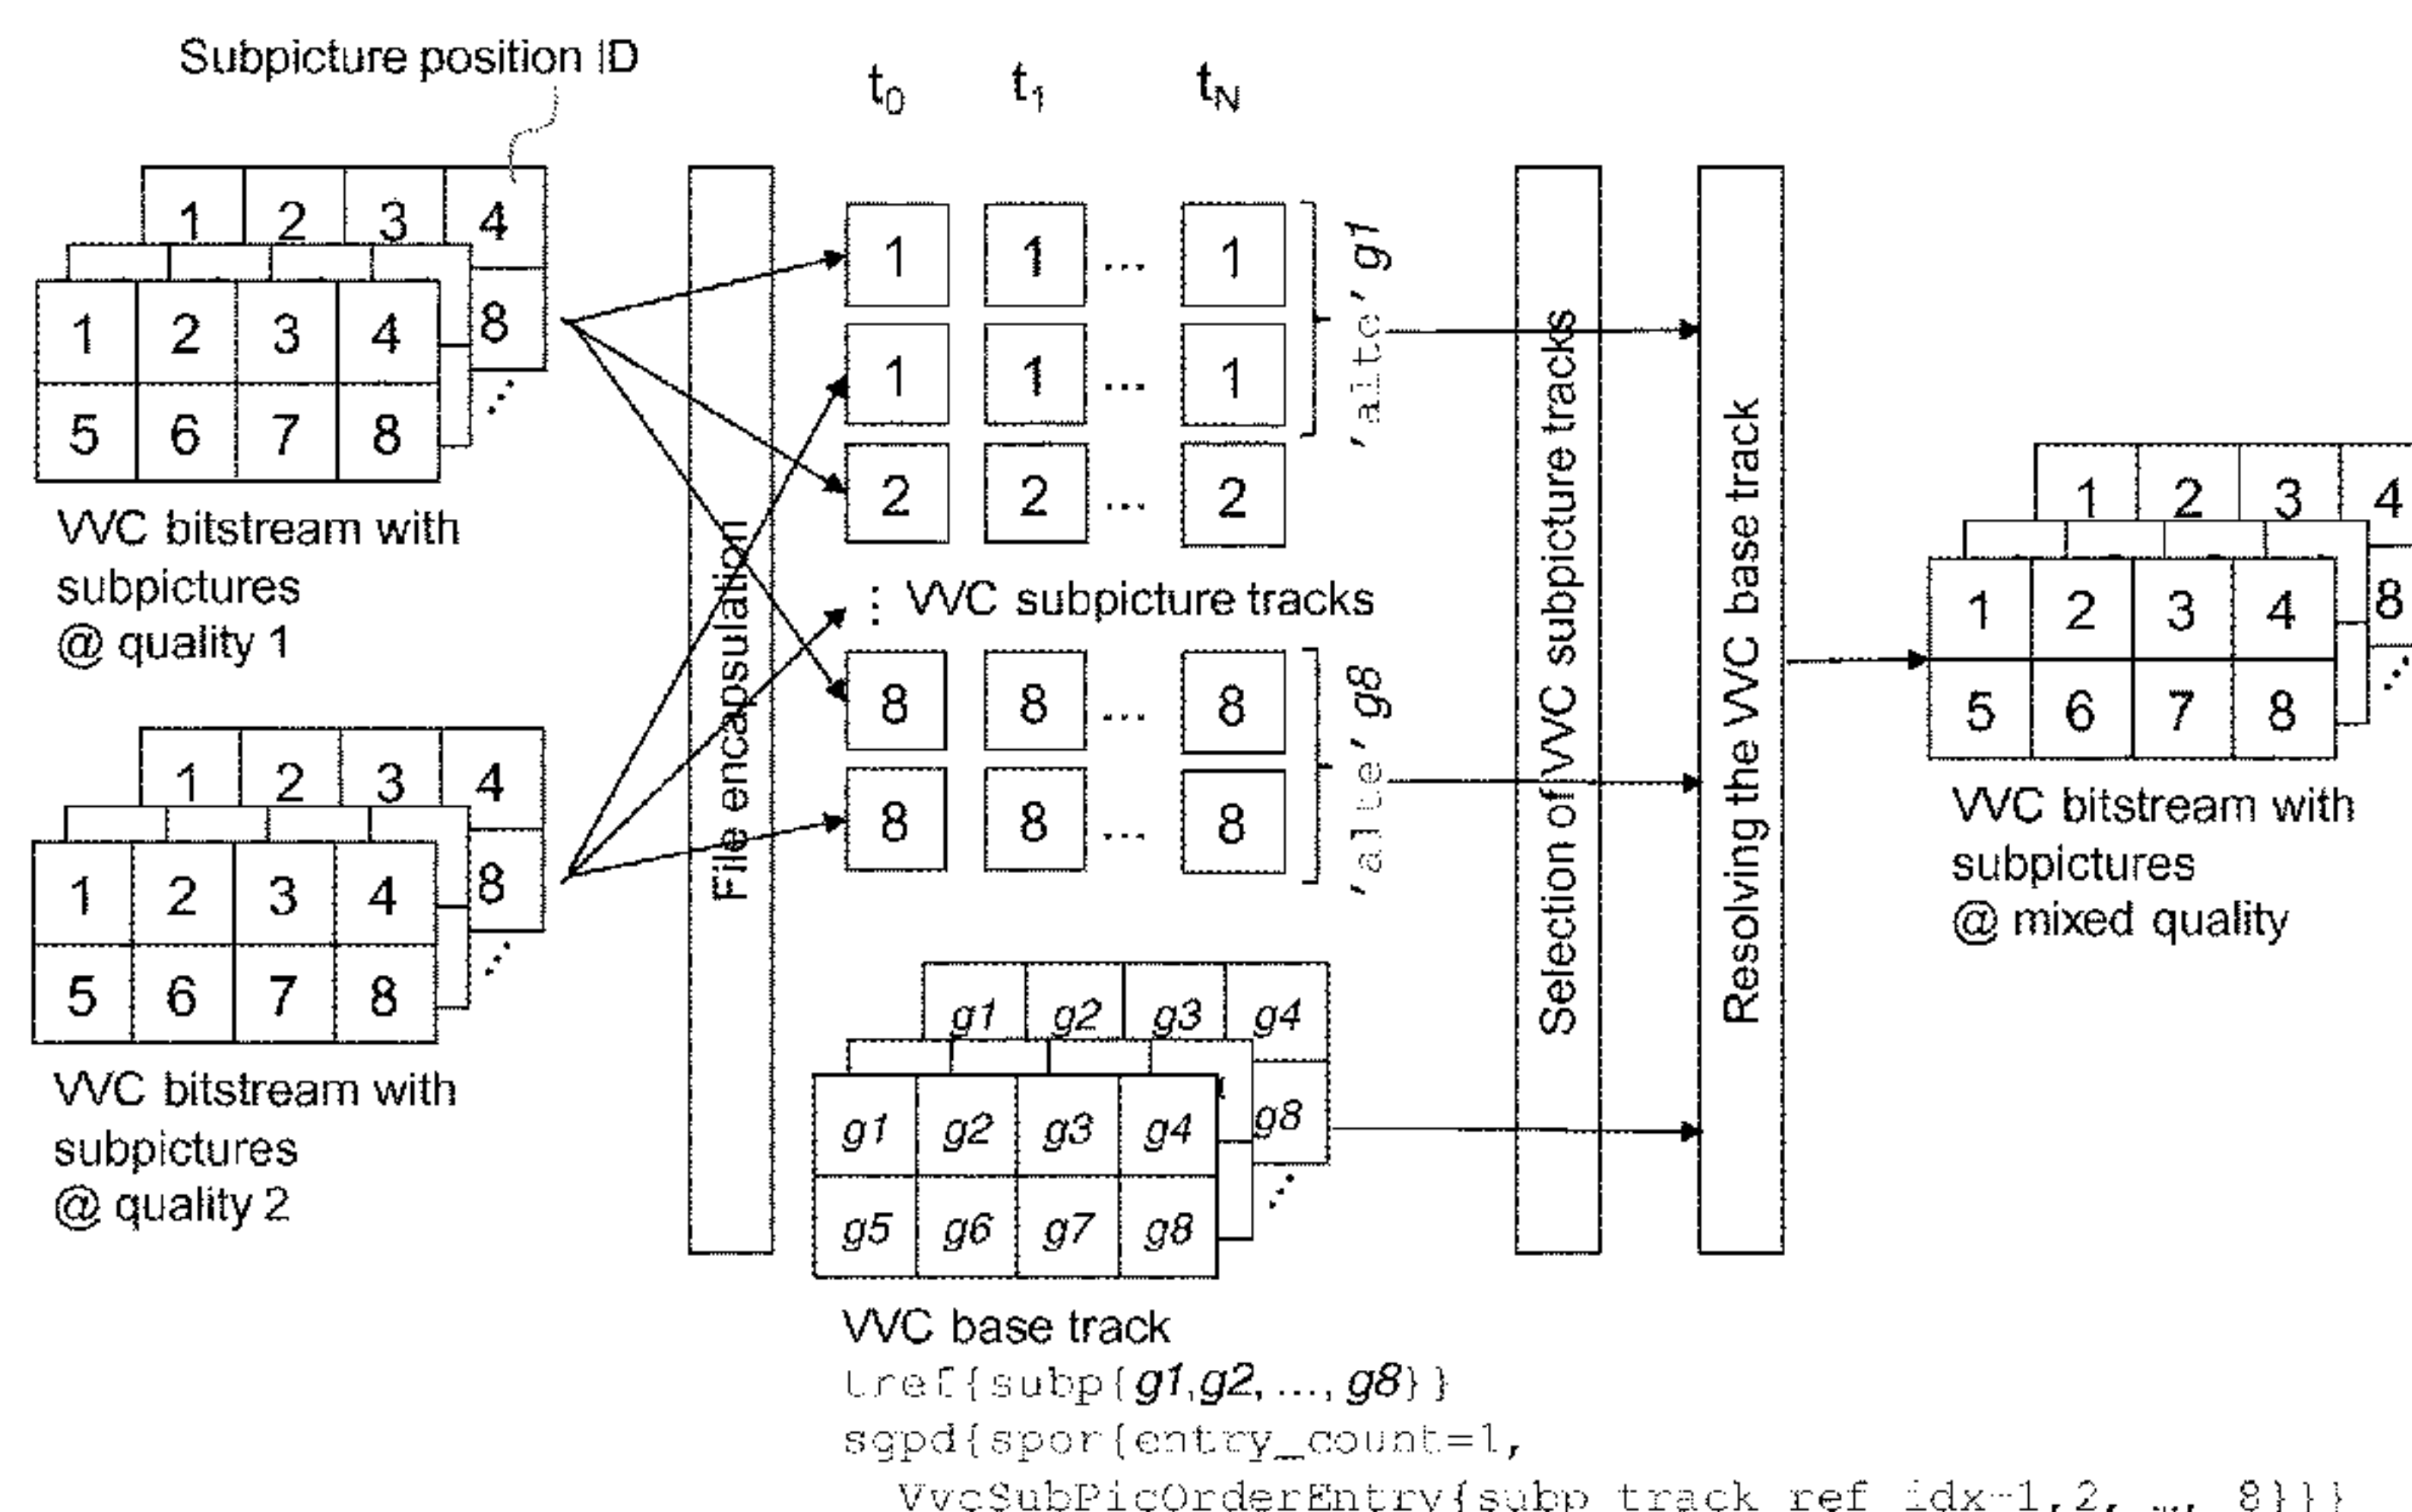 Subpicture position ID
t0 t1 tN
1 2 3 4
8
1 2 3 4
5 6 7 8
VVC bitstream with
subpictures
@ quality 1
1 2 3 4
8
1 2 3 4
5 6 7 8
VVC bitstream with
subpictures
@ quality 2
File encapsulation
1 1 ... 1
1 1 ... 1
2 2 ... 2
⋮ VVC subpicture tracks
8 8 ... 8
8 8 ... 8
'alte' g1
'alte' g8
g1 g2 g3 g4
g8
g1 g2 g3 g4
g5 g6 g7 g8
VVC base track
tref{subp{g1,g2, ..., g8}}
sgpd{spor{entry_count=1,
VvcSubPicOrderEntry{subp_track_ref_idx=1,2, …, 8}}}
Selection of VVC subpicture tracks
Resolving the VVC base track
1 2 3 4
8
1 2 3 4
5 6 7 8
VVC bitstream with
subpictures
@ mixed quality